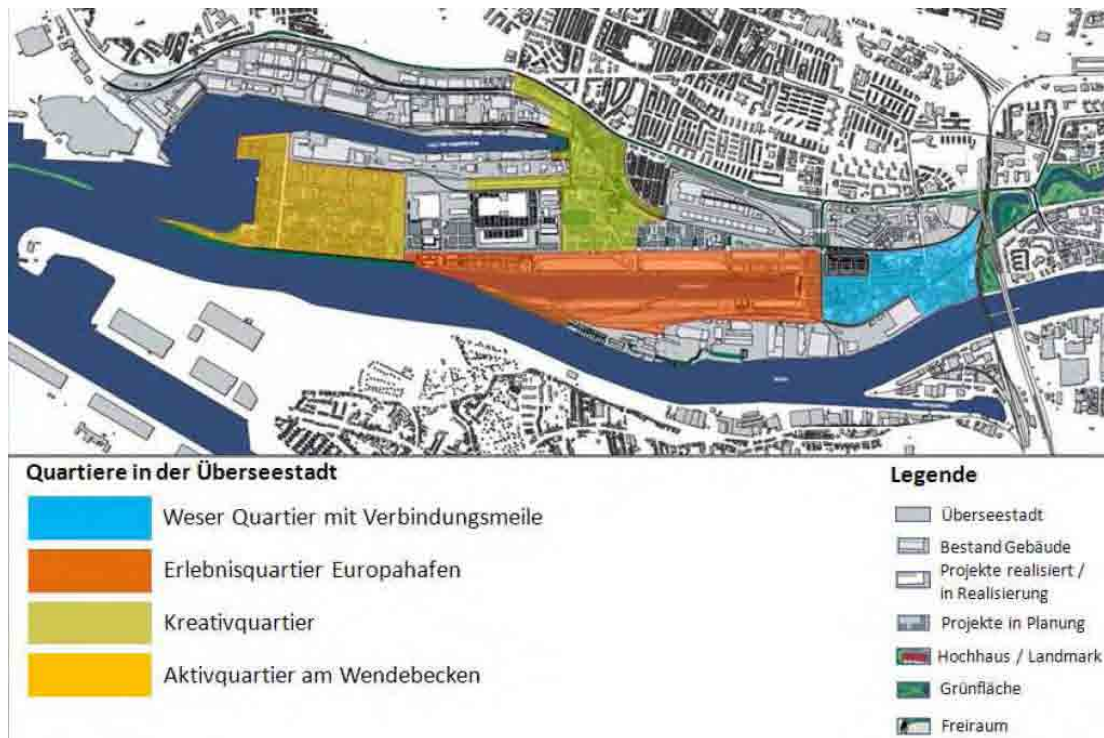 Quartiere in der Überseestadt
Weser Quartier mit Verbindungsmeile
Erlebnisquartier Europahafen
Kreativquartier
Aktivquartier am Wendebecken
Legende
Überseestadt
Bestand Gebäude
Projekte realisiert /
in Realisierung
Projekte in Planung
Hochhaus / Landmark
Grünfläche
Freiraum